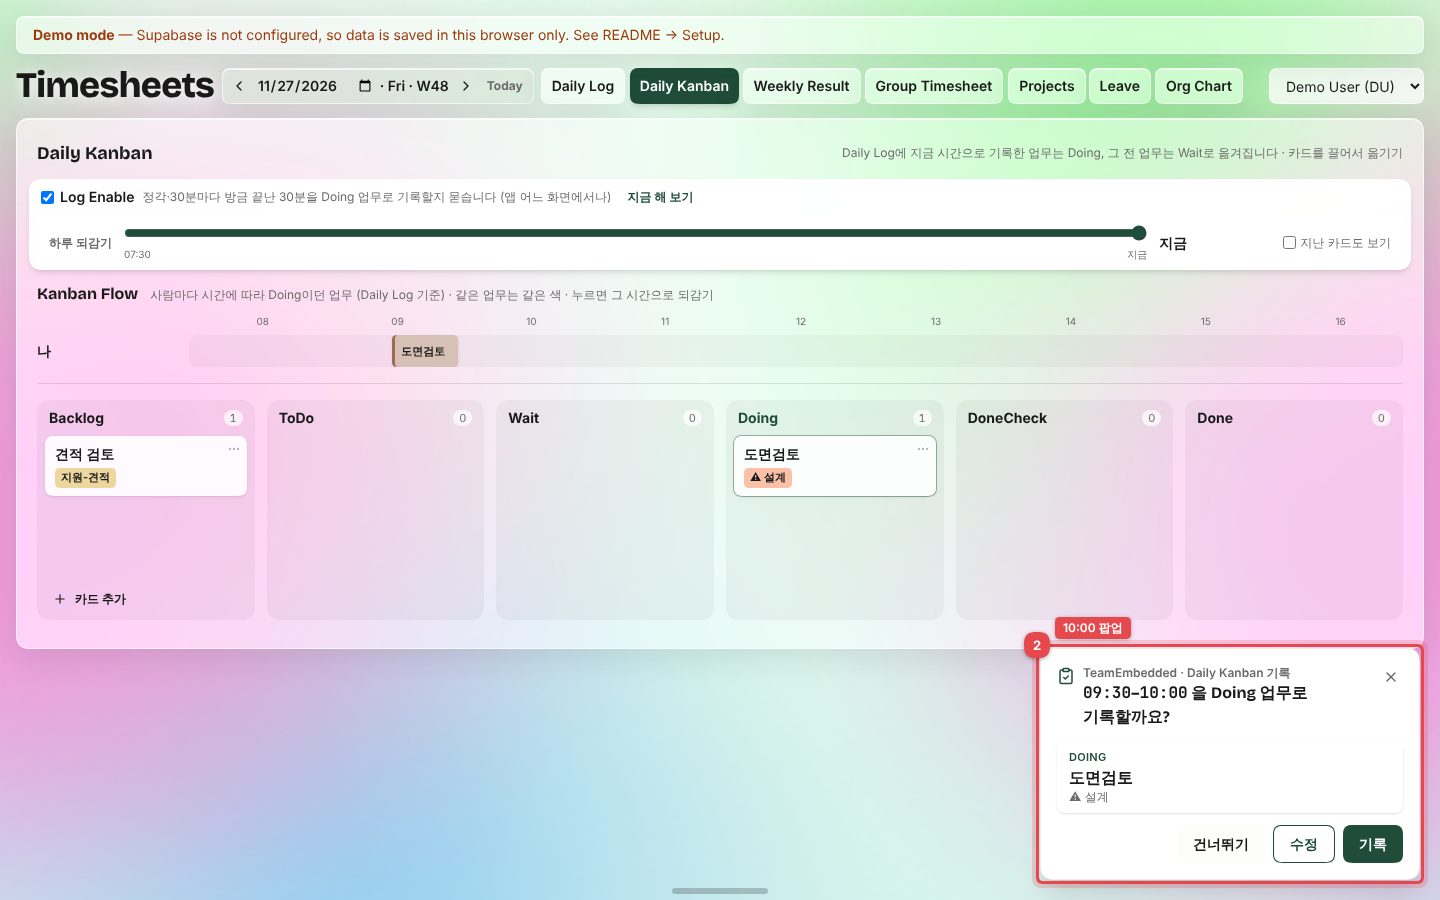 Demo mode — Supabase is not configured, so data is saved in this browser only. See README → Setup.
Timesheets
11/27/2026 · Fri · W48 Today
Daily Log
Daily Kanban
Weekly Result
Group Timesheet
Projects
Leave
Org Chart
Demo User (DU)
Daily Kanban
Daily Log에 지금 시간으로 기록한 업무는 Doing, 그 전 업무는 Wait로 옮겨집니다 · 카드를 끌어서 옮기기
Log Enable 정각·30분마다 방금 끝난 30분을 Doing 업무로 기록할지 묻습니다 (앱 어느 화면에서나) 지금 해 보기
하루 되감기
07:30
지금
지금
지난 카드도 보기
Kanban Flow 사람마다 시간에 따라 Doing이던 업무 (Daily Log 기준) · 같은 업무는 같은 색 · 누르면 그 시간으로 되감기
08 09 10 11 12 13 14 15 16
나
도면검토
Backlog 1
견적 검토 ...
지원-견적
+ 카드 추가
ToDo 0
Wait 0
Doing 1
도면검토 ...
⚠ 설계
DoneCheck 0
Done 0
10:00 팝업
2
TeamEmbedded · Daily Kanban 기록
09:30–10:00 을 Doing 업무로
기록할까요?
DOING
도면검토
⚠ 설계
건너뛰기
수정
기록